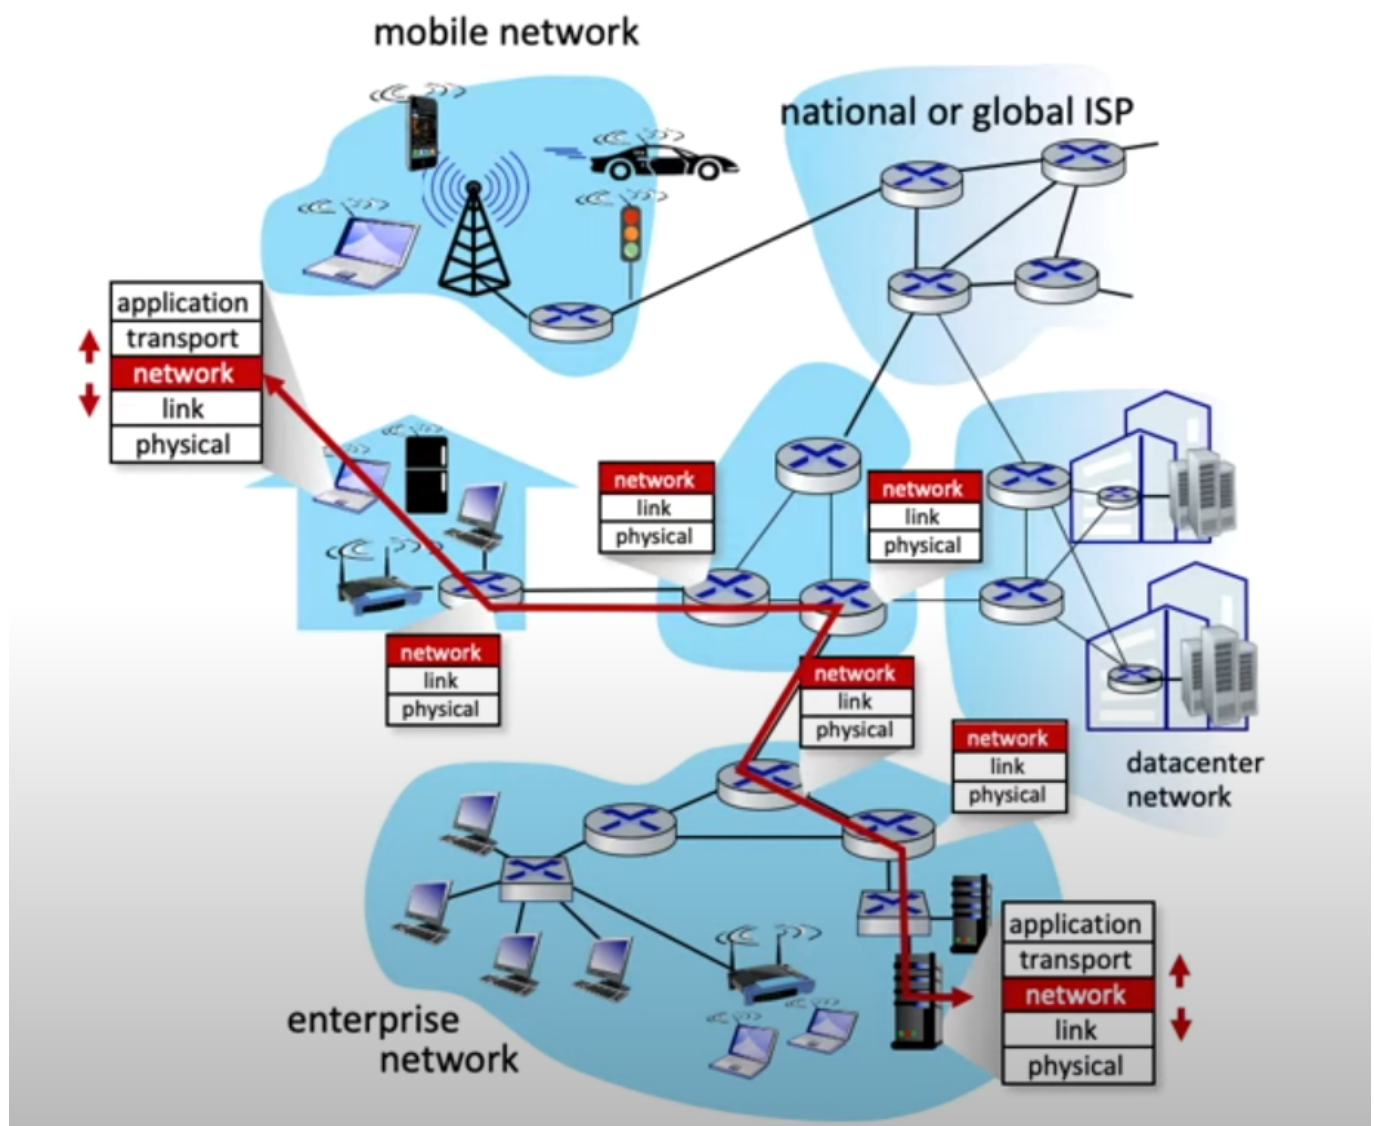 mobile network
national or global ISP
application
transport
network
link
physical
network
link
physical
network
link
physical
network
link
physical
network
link
physical
network
link
physical
datacenter
network
application
transport
network
link
physical
enterprise
network